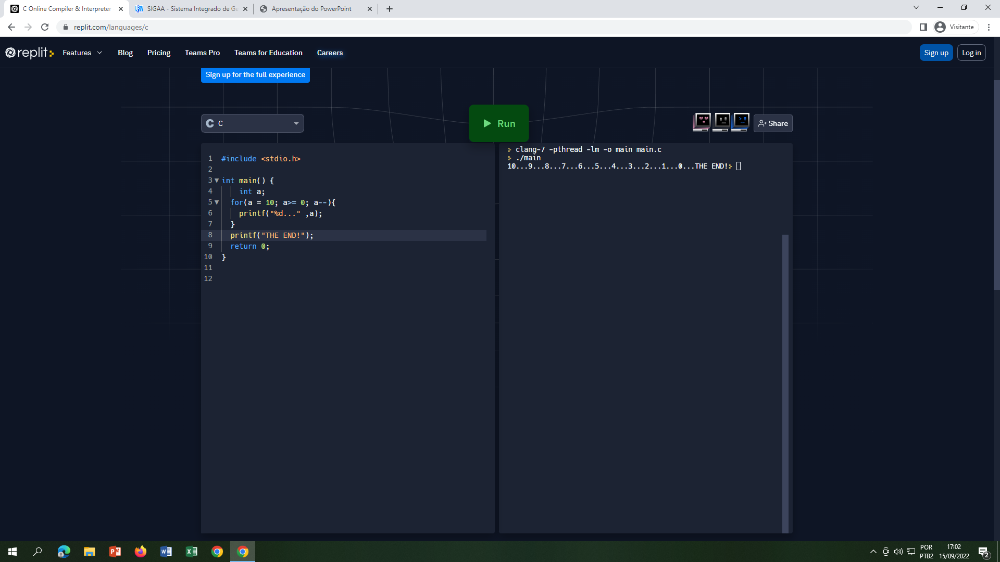 C Online Compiler & Interpreter
SIGAA - Sistema Integrado de Ge
Apresentação do PowerPoint
replit.com/languages/c
Visitante
replit
Features
Blog
Pricing
Teams Pro
Teams for Education
Careers
Sign up
Log in
Sign up for the full experience
C
Run
Share
1 #include <stdio.h>
2
3 int main() {
4 int a;
5 for(a = 10; a>= 0; a--){
6 printf("%d..." ,a);
7 }
8 printf("THE END!");
9 return 0;
10 }
11
12
clang-7 -pthread -lm -o main main.c
./main
10...9...8...7...6...5...4...3...2...1...0...THE END!
POR
PTB2
17:02
15/09/2022
2